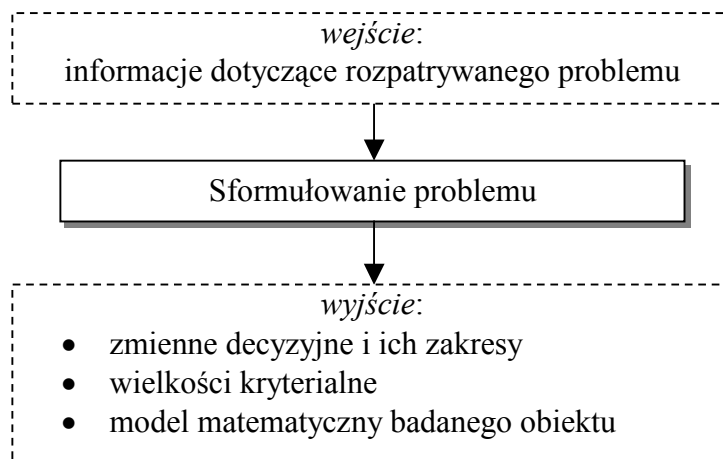 wejście:
informacje dotyczące rozpatrywanego problemu
Sformułowanie problemu
wyjście:
• zmienne decyzyjne i ich zakresy
• wielkości kryterialne
• model matematyczny badanego obiektu